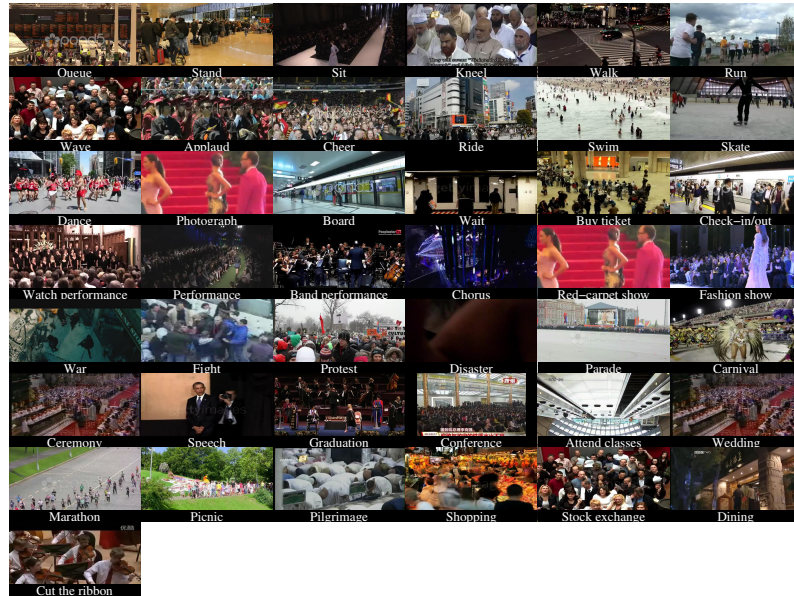 Queue Stand Sit Kneel Walk Run
Wave Applaud Cheer Ride Swim Skate
Dance Photograph Board Wait Buy ticket Check-in/out
Watch performance Performance Band performance Chorus Red-carpet show Fashion show
War Fight Protest Disaster Parade Carnival
Ceremony Speech Graduation Conference Attend classes Wedding
Marathon Picnic Pilgrimage Shopping Stock exchange Dining
Cut the ribbon